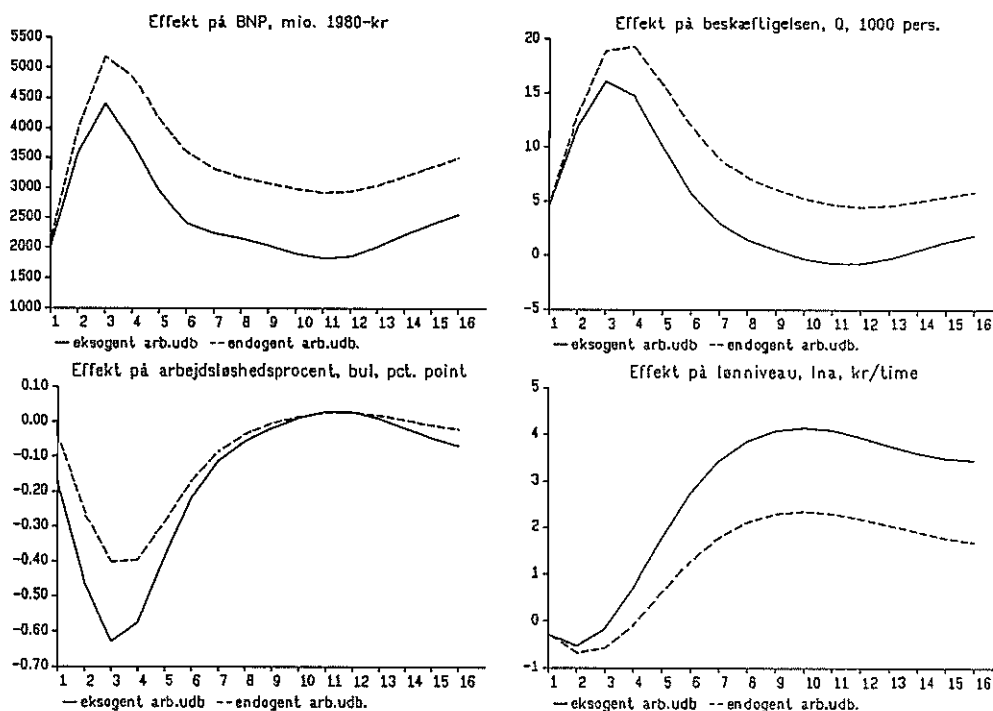 Effekt på BNP, mio. 1980-kr
5500
5000
4500
4000
3500
3000
2500
2000
1500
1000
1 2 3 4 5 6 7 8 9 10 11 12 13 14 15 16
eksogent arb.udb --endogent arb.udb.
Effekt på beskæftigelsen, Q, 1000 pers.
20
15
10
5
0
-5
1 2 3 4 5 6 7 8 9 10 11 12 13 14 15 16
eksogent arb.udb --endogent arb.udb.
Effekt på arbejdsløshedsprocent, bul, pct. point
0.10
0.00
-0.10
-0.20
-0.30
-0.40
-0.50
-0.60
-0.70
1 2 3 4 5 6 7 8 9 10 11 12 13 14 15 16
eksogent arb.udb --endogent arb.udb.
Effekt på lønniveau, lna, kr/time
5
4
3
2
1
0
-1
1 2 3 4 5 6 7 8 9 10 11 12 13 14 15 16
eksogent arb.udb --endogent arb.udb.